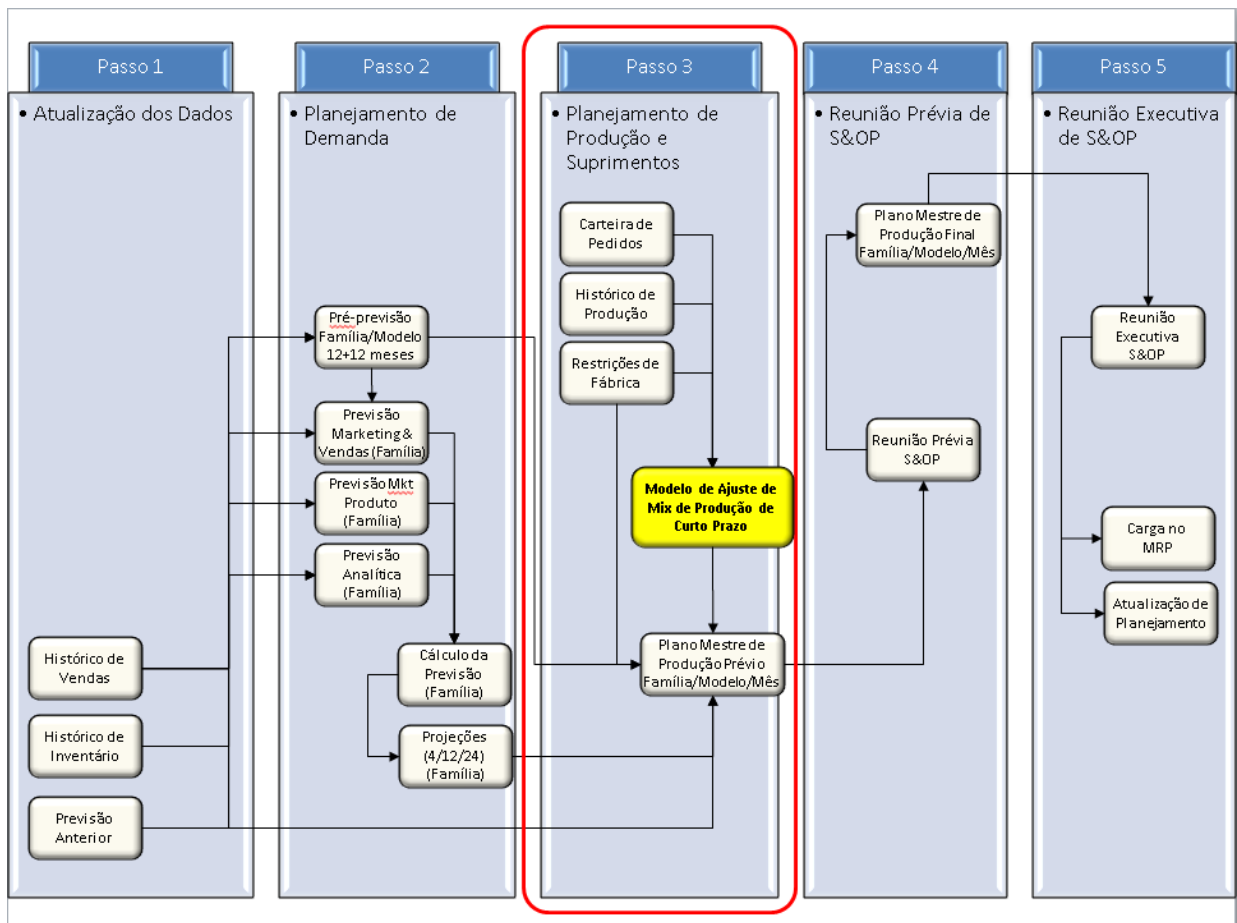 Passo 1
• Atualização dos Dados
Histórico de
Vendas
Histórico de
Inventário
Previsão
Anterior
Passo 2
• Planejamento de
Demanda
Pré-previsão
Família/Modelo
12+12 meses
Previsão
Marketing &
Vendas (Família)
Previsão Mkt
Produto
(Família)
Previsão
Analítica
(Família)
Cálculo da
Previsão
(Família)
Projeções
(4/12/24)
(Família)
Passo 3
• Planejamento de
Produção e
Suprimentos
Carteira de
Pedidos
Histórico de
Produção
Restrições de
Fábrica
Modelo de Ajuste de
Mix de Produção de
Curto Prazo
Plano Mestre de
Produção Prévio
Família/Modelo/Mês
Passo 4
• Reunião Prévia de
S&OP
Plano Mestre de
Produção Final
Família/Modelo/Mês
Reunião Prévia
S&OP
Passo 5
• Reunião Executiva
de S&OP
Reunião
Executiva
S&OP
Carga no
MRP
Atualização de
Planejamento